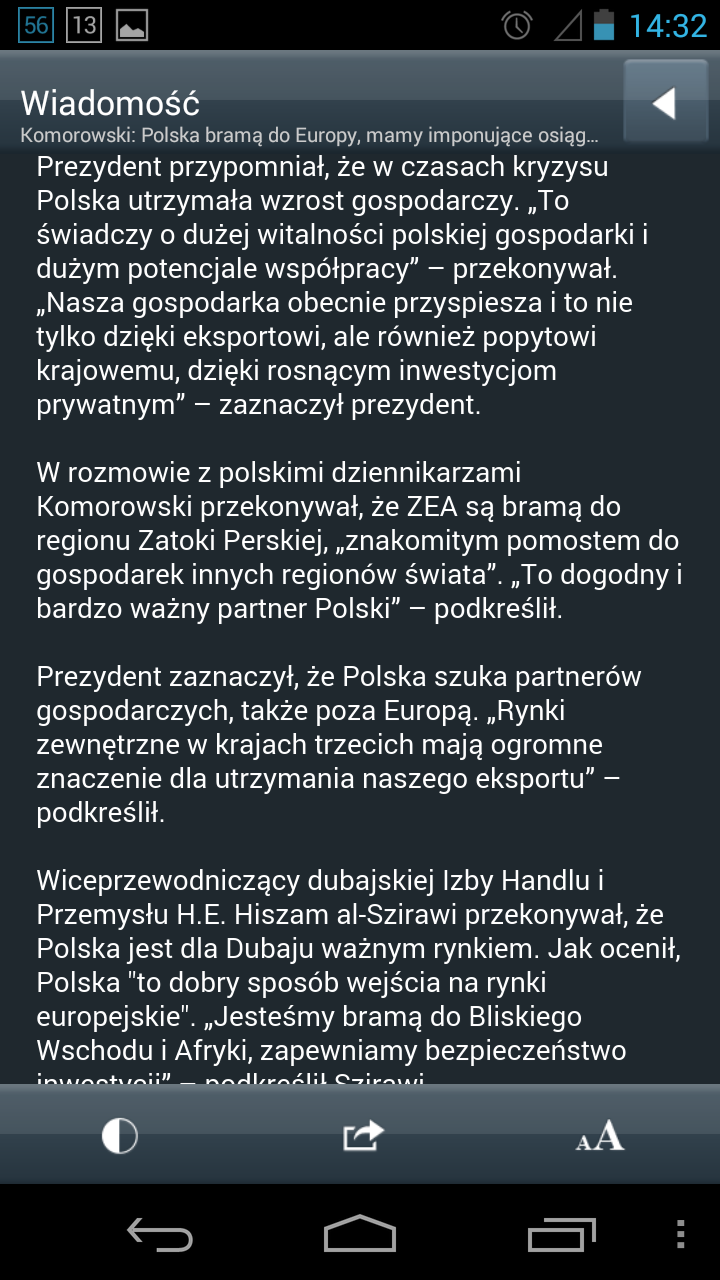 56 13 14:32
Wiadomość
Komorowski: Polska bramą do Europy, mamy imponujące osiąg...
Prezydent przypomniał, że w czasach kryzysu
Polska utrzymała wzrost gospodarczy. „To
świadczy o dużej witalności polskiej gospodarki i
dużym potencjale współpracy” – przekonywał.
„Nasza gospodarka obecnie przyspiesza i to nie
tylko dzięki eksportowi, ale również popytowi
krajowemu, dzięki rosnącym inwestycjom
prywatnym” – zaznaczył prezydent.
W rozmowie z polskimi dziennikarzami
Komorowski przekonywał, że ZEA są bramą do
regionu Zatoki Perskiej, „znakomitym pomostem do
gospodarek innych regionów świata”. „To dogodny i
bardzo ważny partner Polski” – podkreślił.
Prezydent zaznaczył, że Polska szuka partnerów
gospodarczych, także poza Europą. „Rynki
zewnętrzne w krajach trzecich mają ogromne
znaczenie dla utrzymania naszego eksportu” –
podkreślił.
Wiceprzewodniczący dubajskiej Izby Handlu i
Przemysłu H.E. Hiszam al-Szirawi przekonywał, że
Polska jest dla Dubaju ważnym rynkiem. Jak ocenił,
Polska "to dobry sposób wejścia na rynki
europejskie". „Jesteśmy bramą do Bliskiego
Wschodu i Afryki, zapewniamy bezpieczeństwo
inwestycji” – podkreślił Szirawi.
AA